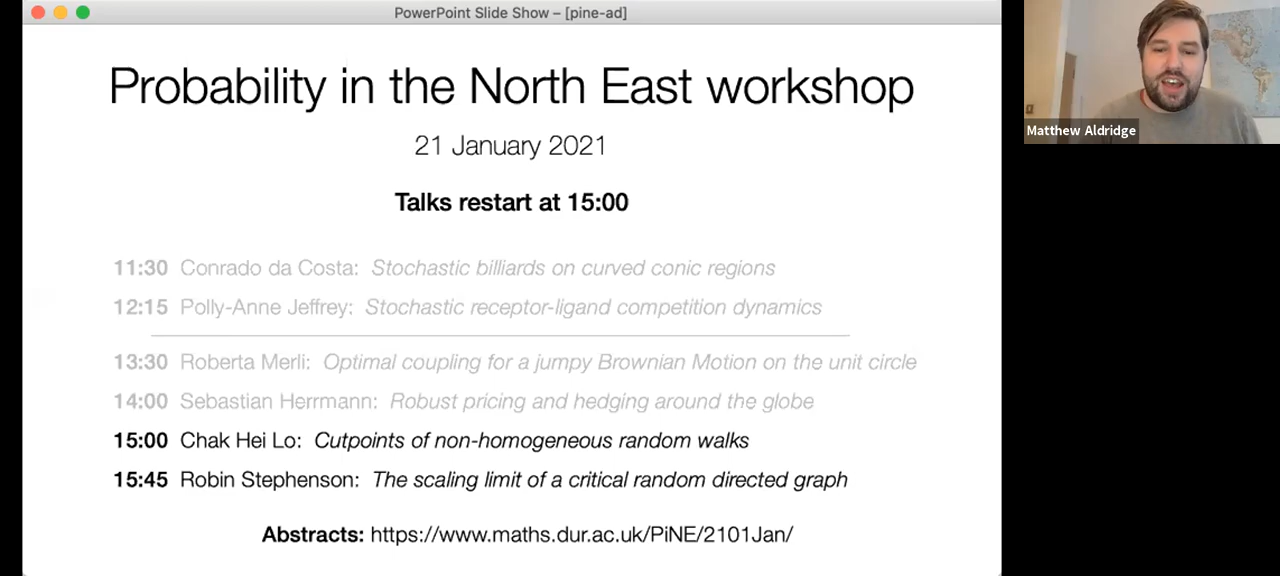 PowerPoint Slide Show – [pine-ad]
Probability in the North East workshop
21 January 2021
Talks restart at 15:00
11:30 Conrado da Costa: Stochastic billiards on curved conic regions
12:15 Polly-Anne Jeffrey: Stochastic receptor-ligand competition dynamics
13:30 Roberta Merli: Optimal coupling for a jumpy Brownian Motion on the unit circle
14:00 Sebastian Herrmann: Robust pricing and hedging around the globe
15:00 Chak Hei Lo: Cutpoints of non-homogeneous random walks
15:45 Robin Stephenson: The scaling limit of a critical random directed graph
Abstracts: https://www.maths.dur.ac.uk/PiNE/2101Jan/
Matthew Aldridge